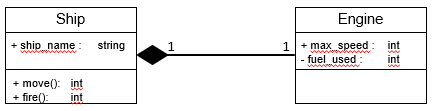 Ship
+ ship_name : string
+ move(): int
+ fire(): int
1
1
Engine
+ max_speed : int
- fuel_used : int